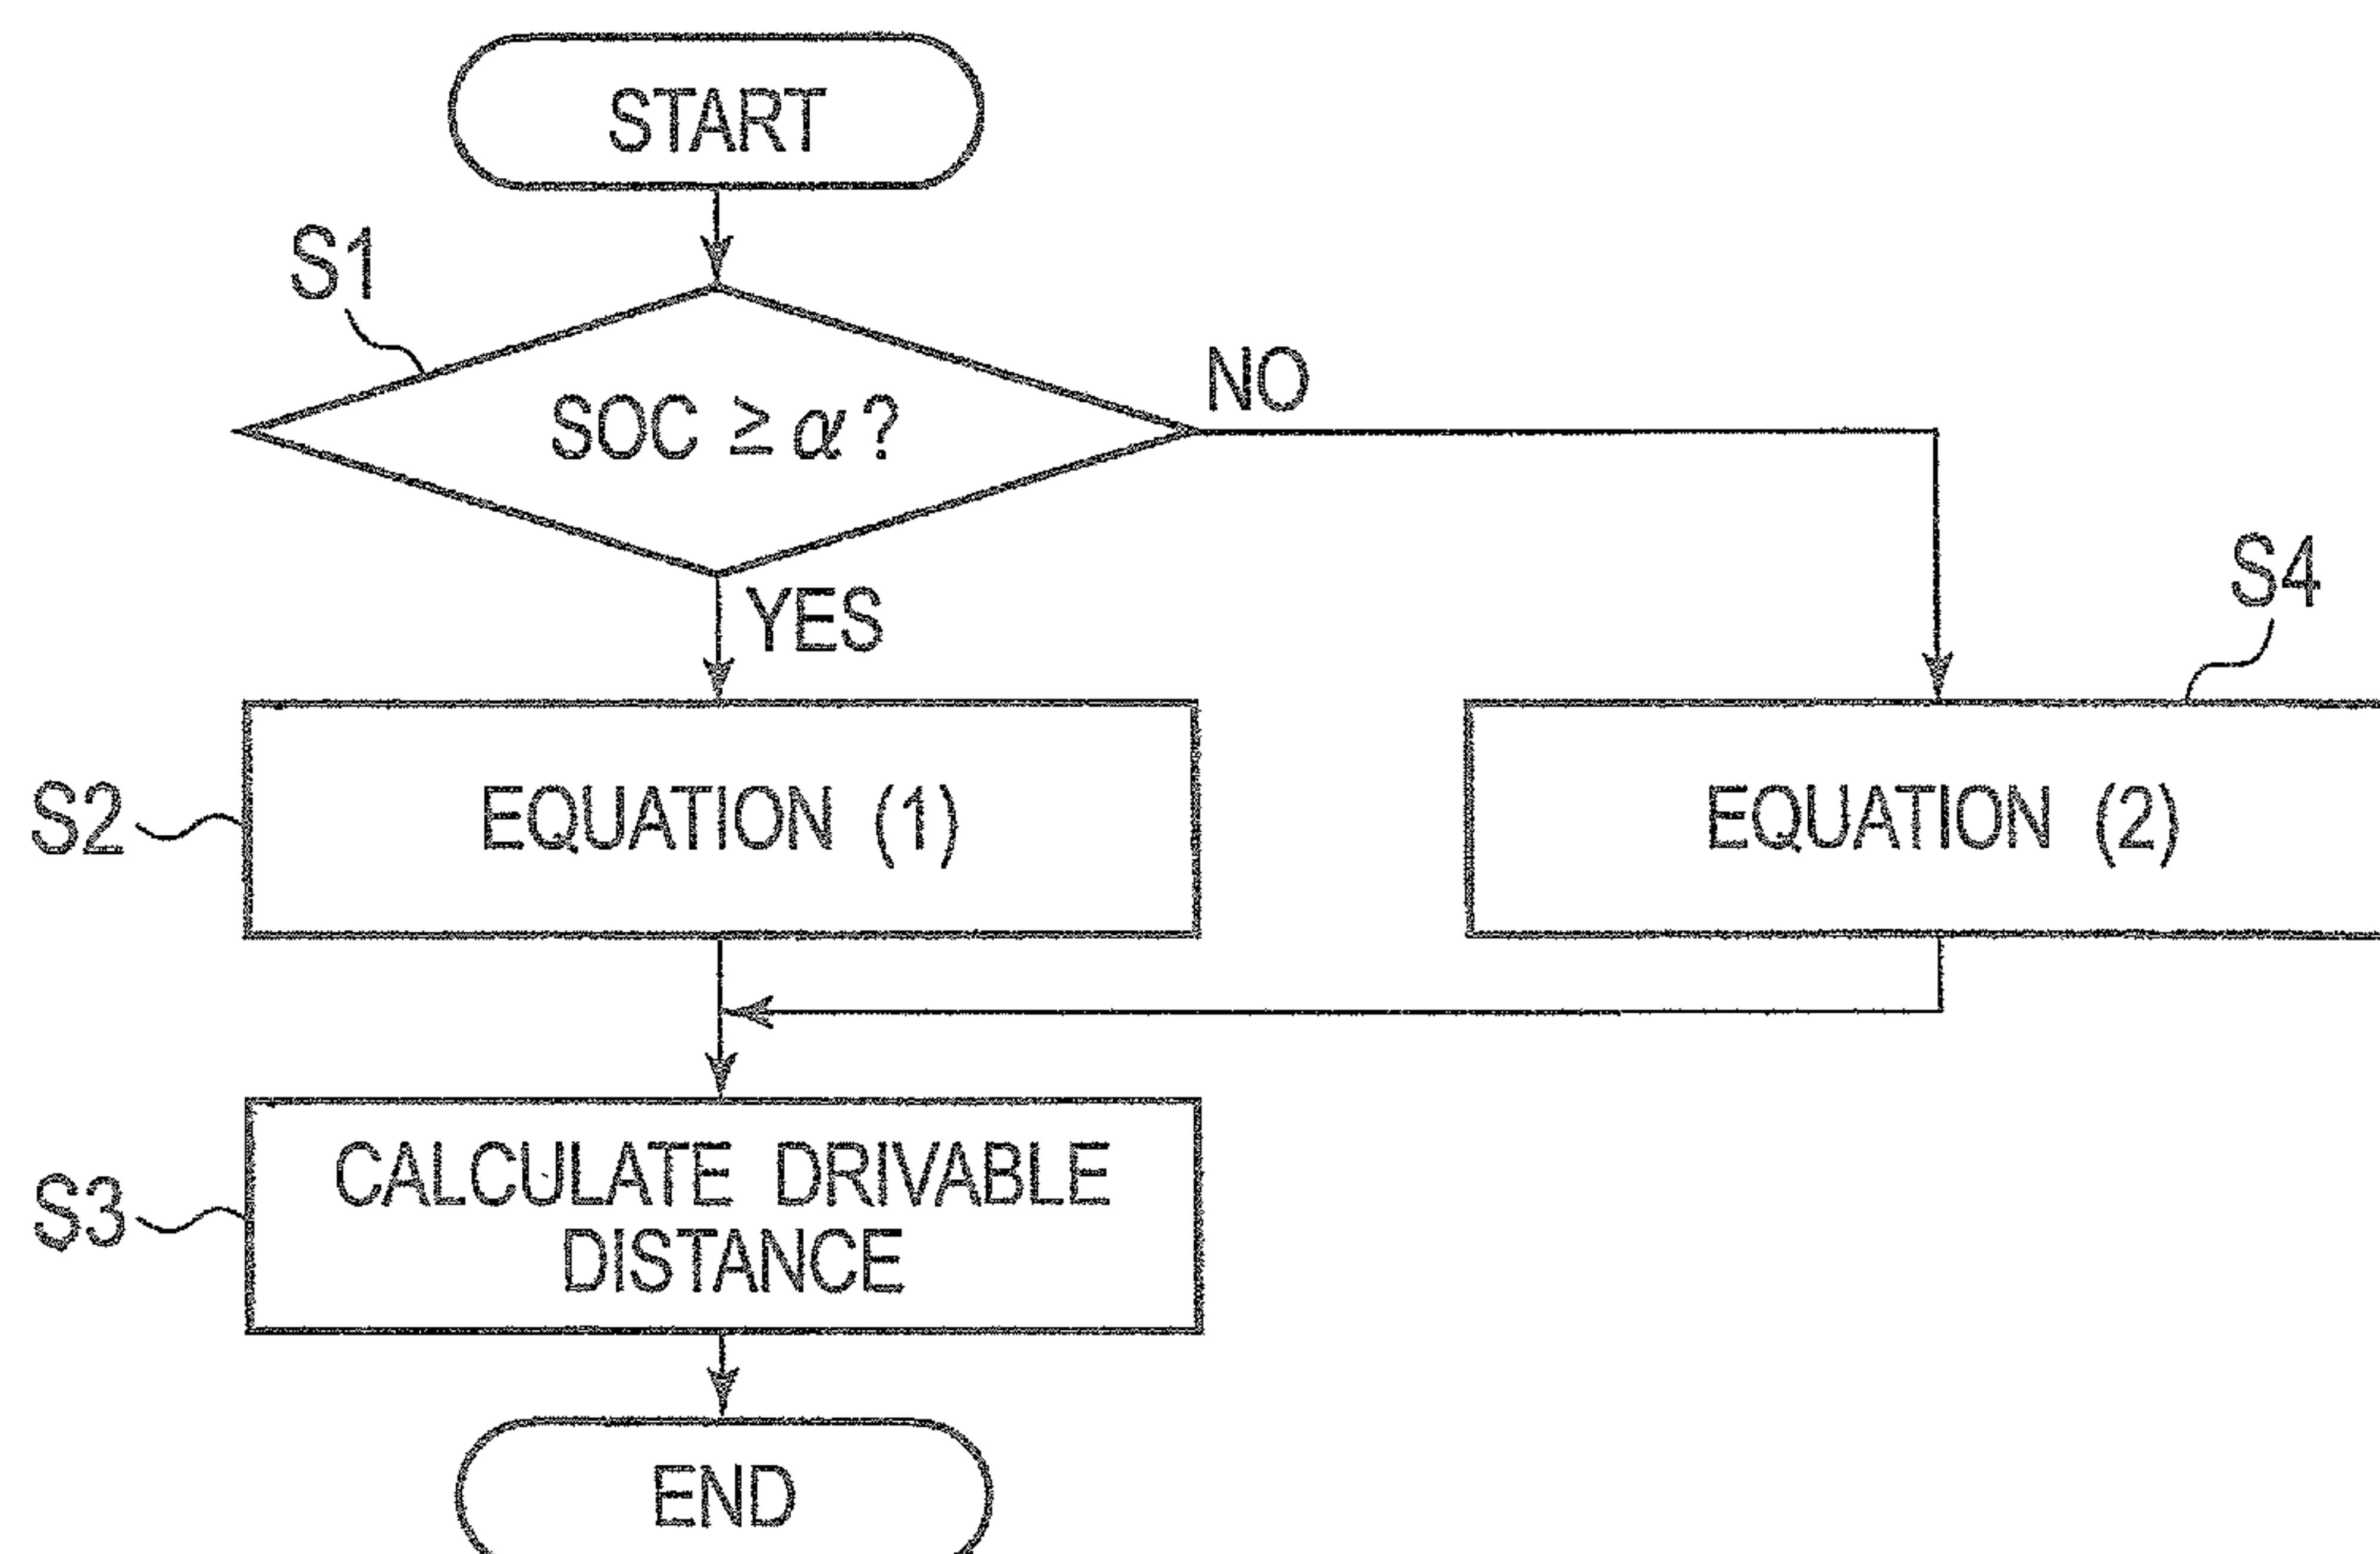 START
S1
SOC ≥ α ?
NO
YES
S4
S2
EQUATION (1)
EQUATION (2)
S3
CALCULATE DRIVABLE
DISTANCE
END